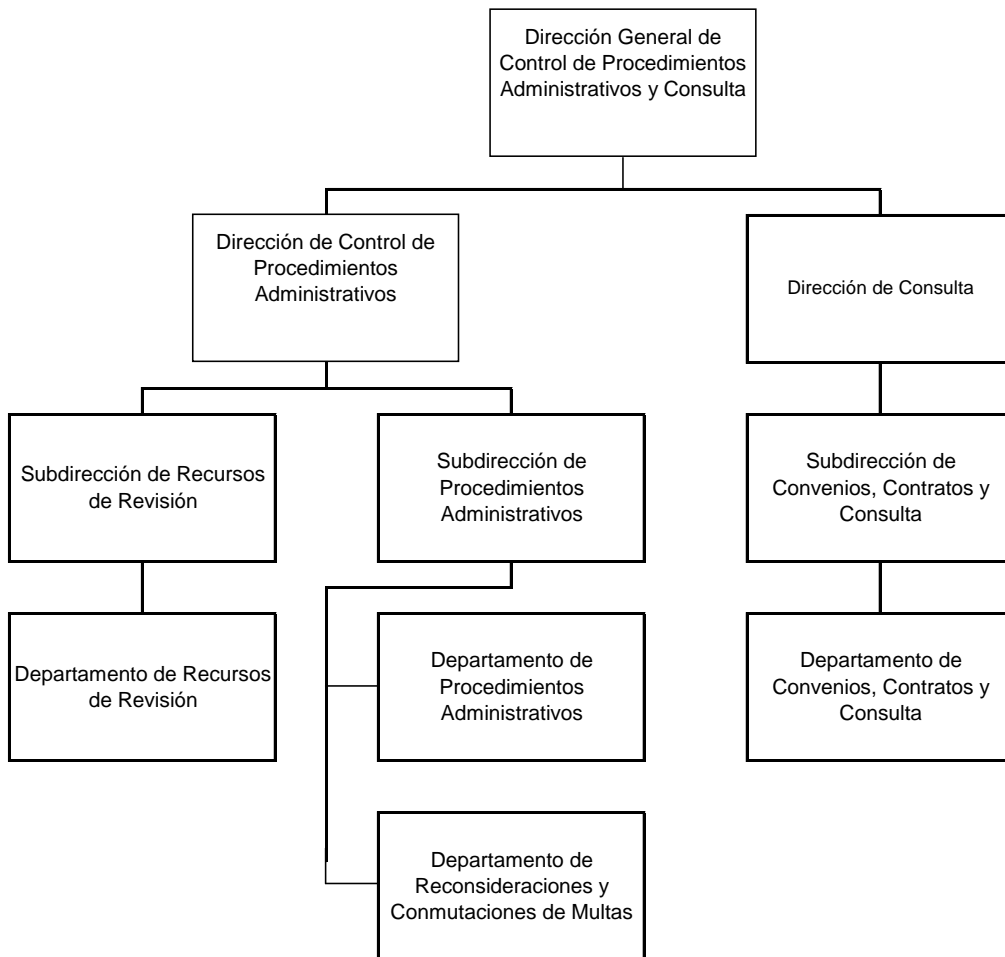 Dirección General de
Control de Procedimientos
Administrativos y Consulta
Dirección de Control de
Procedimientos
Administrativos
Dirección de Consulta
Subdirección de Recursos
de Revisión
Subdirección de
Procedimientos
Administrativos
Subdirección de
Convenios, Contratos y
Consulta
Departamento de Recursos
de Revisión
Departamento de
Procedimientos
Administrativos
Departamento de
Convenios, Contratos y
Consulta
Departamento de
Reconsideraciones y
Conmutaciones de Multas